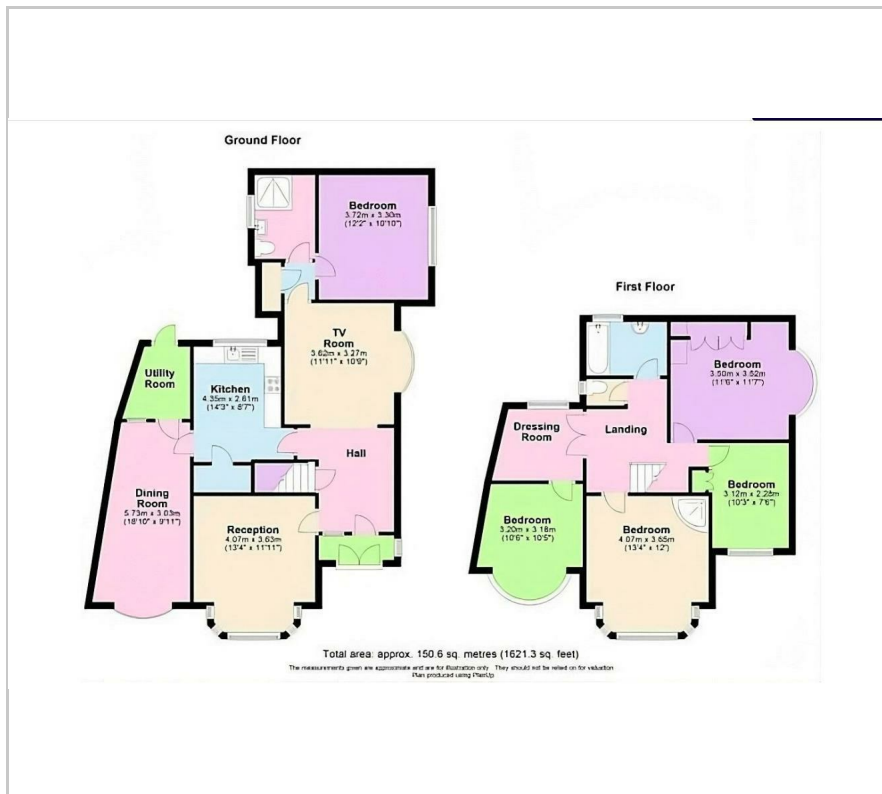 Ground Floor
Bedroom
3.72m x 3.30m
(12'2" x 10'10")
TV
Room
3.62m x 3.27m
(11'11" x 10'9")
Utility
Room
Kitchen
4.35m x 2.61m
(14'3" x 8'7")
Hall
Dining
Room
5.73m x 3.03m
(18'10" x 9'11")
Reception
4.07m x 3.63m
(13'4" x 11'11")
First Floor
Bedroom
3.50m x 3.52m
(11'6" x 11'7")
Dressing
Room
Landing
Bedroom
3.12m x 2.28m
(10'3" x 7'6")
Bedroom
3.20m x 3.18m
(10'6" x 10'5")
Bedroom
4.07m x 3.65m
(13'4" x 12')
Total area: approx. 150.6 sq. metres (1621.3 sq. feet)
The measurements given are approximate and are for illustration only They should not be relied on for valuation
Plan produced using PlanUp